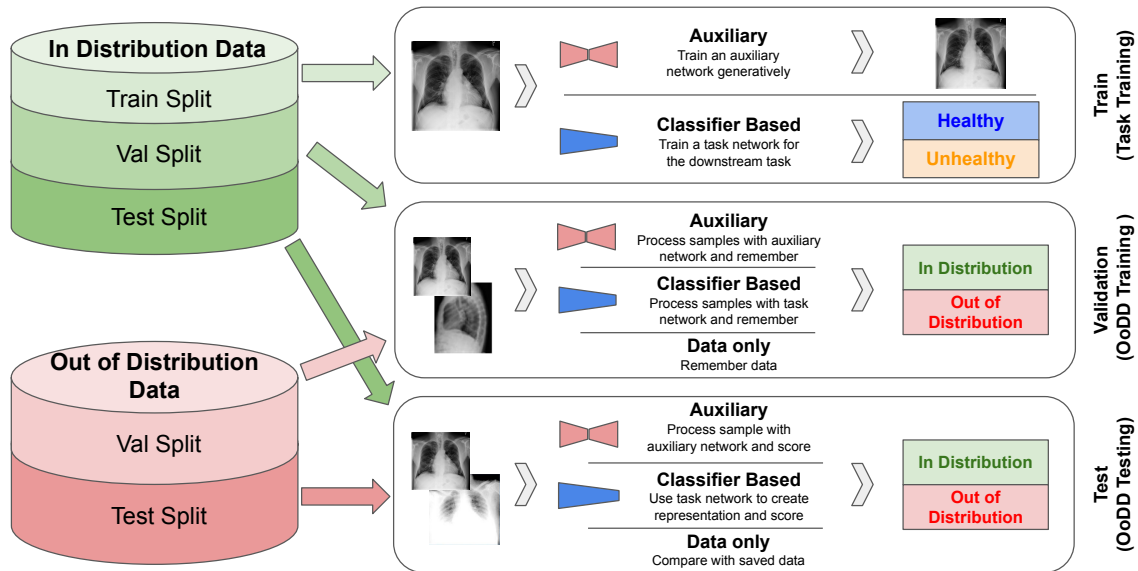 In Distribution Data
Train Split
Val Split
Test Split
Out of Distribution
Data
Val Split
Test Split
Auxiliary
Train an auxiliary
network generatively
Classifier Based
Train a task network for
the downstream task
Healthy
Unhealthy
Train
(Task Training)
Auxiliary
Process samples with auxiliary
network and remember
Classifier Based
Process samples with task
network and remember
Data only
Remember data
In Distribution
Out of
Distribution
Validation
(OoDD Training)
Auxiliary
Process sample with
auxiliary network and score
Classifier Based
Use task network to create
representation and score
Data only
Compare with saved data
In Distribution
Out of
Distribution
Test
(OoDD Testing)